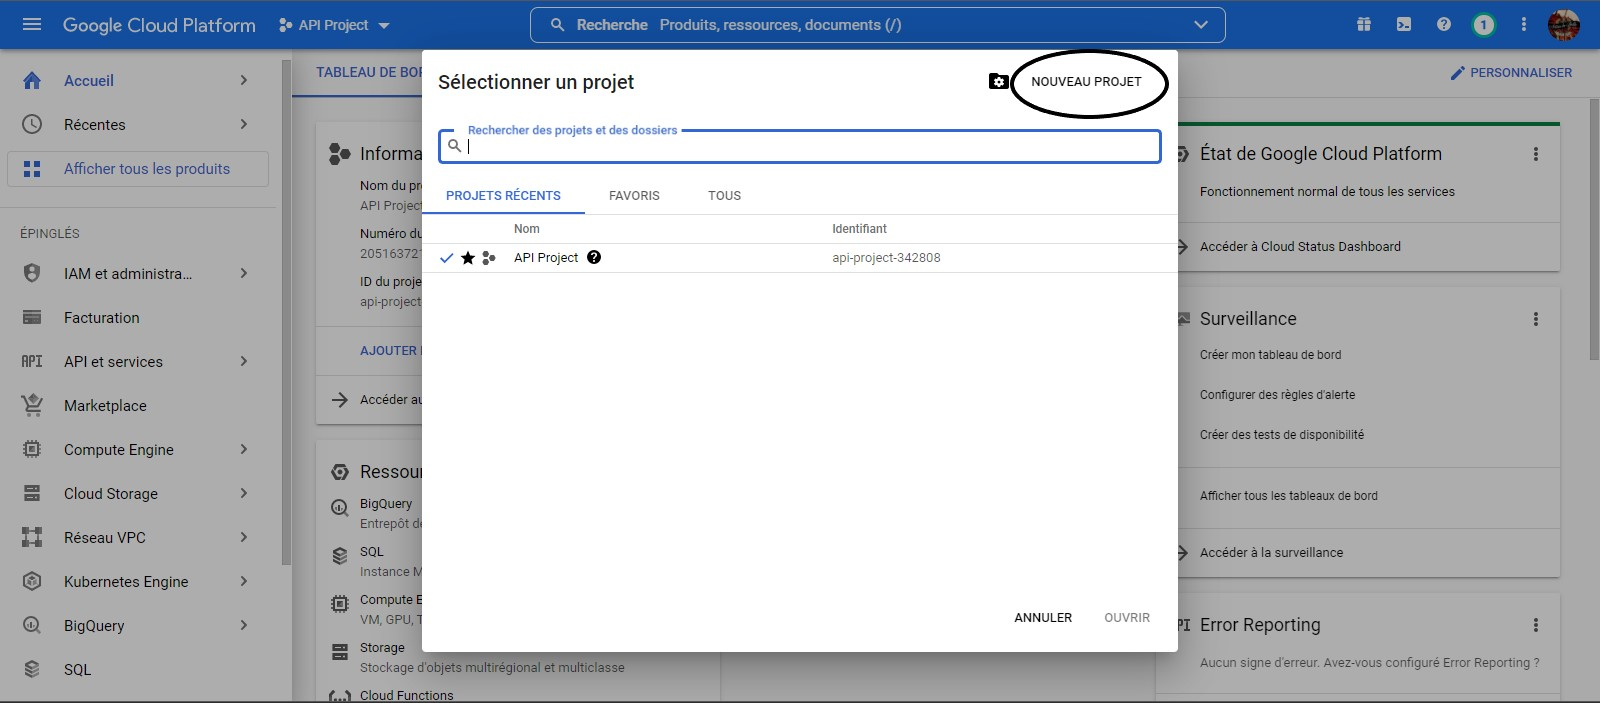 Google Cloud Platform
API Project
Recherche Produits, ressources, documents (/)
1
Accueil
Récentes
Afficher tous les produits
ÉPINGLÉS
IAM et administra...
Facturation
API et services
Marketplace
Compute Engine
Cloud Storage
Réseau VPC
Kubernetes Engine
BigQuery
SQL
TABLEAU DE BOR
PERSONNALISER
Informa
Nom du pr
API Project
Numéro du
205163721
ID du proje
api-project
AJOUTER
Accéder au
Ressour
BigQuery
Entrepôt de
SQL
Instance M
Compute E
VM, GPU, T
Storage
Stockage d'objets multirégional et multiclasse
Cloud Functions
Sélectionner un projet
NOUVEAU PROJET
Rechercher des projets et des dossiers
PROJETS RÉCENTS FAVORIS TOUS
Nom Identifiant
API Project api-project-342808
ANNULER OUVRIR
État de Google Cloud Platform
Fonctionnement normal de tous les services
Accéder à Cloud Status Dashboard
Surveillance
Créer mon tableau de bord
Configurer des règles d'alerte
Créer des tests de disponibilité
Afficher tous les tableaux de bord
Accéder à la surveillance
Error Reporting
Aucun signe d'erreur. Avez-vous configuré Error Reporting ?